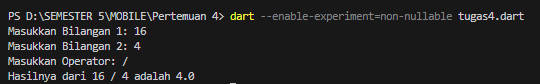 PS D:\SEMESTER 5\MOBILE\Pertemuan 4> dart --enable-experiment=non-nullable tugas4.dart
Masukkan Bilangan 1: 16
Masukkan Bilangan 2: 4
Masukkan Operator: /
Hasilnya dari 16 / 4 adalah 4.0